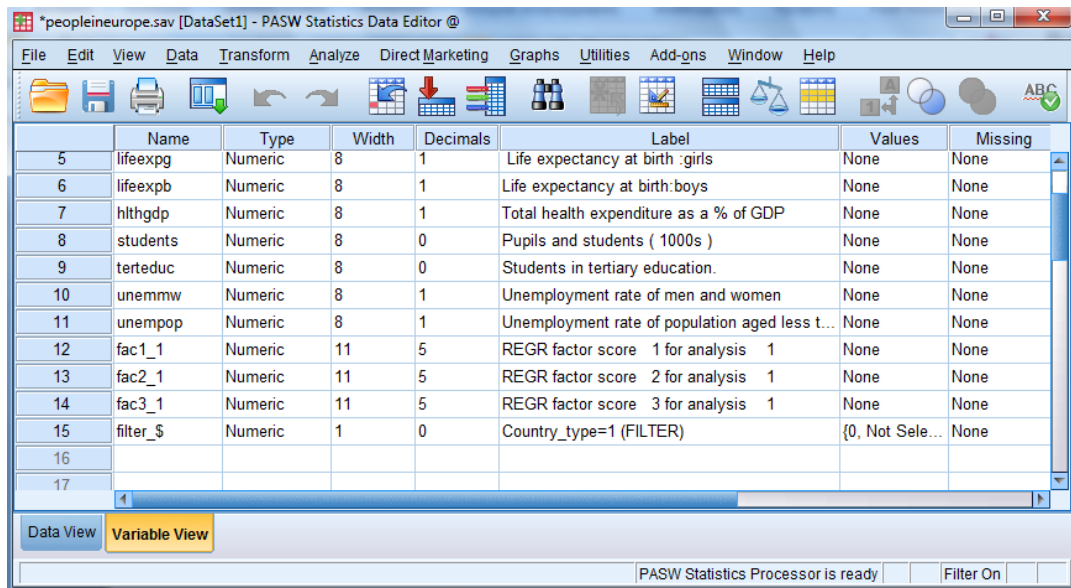 *peopleineurope.sav [DataSet1] - PASW Statistics Data Editor @
File Edit View Data Transform Analyze Direct Marketing Graphs Utilities Add-ons Window Help
A 1 4 ABC
Name Type Width Decimals Label Values Missing
5 lifeexpg Numeric 8 1 Life expectancy at birth :girls None None
6 lifeexpb Numeric 8 1 Life expectancy at birth:boys None None
7 hlthgdp Numeric 8 1 Total health expenditure as a % of GDP None None
8 students Numeric 8 0 Pupils and students ( 1000s ) None None
9 terteduc Numeric 8 0 Students in tertiary education. None None
10 unemmw Numeric 8 1 Unemployment rate of men and women None None
11 unempop Numeric 8 1 Unemployment rate of population aged less t... None None
12 fac1_1 Numeric 11 5 REGR factor score 1 for analysis 1 None None
13 fac2_1 Numeric 11 5 REGR factor score 2 for analysis 1 None None
14 fac3_1 Numeric 11 5 REGR factor score 3 for analysis 1 None None
15 filter_$ Numeric 1 0 Country_type=1 (FILTER) {0, Not Sele... None
16
17
Data View Variable View
PASW Statistics Processor is ready Filter On